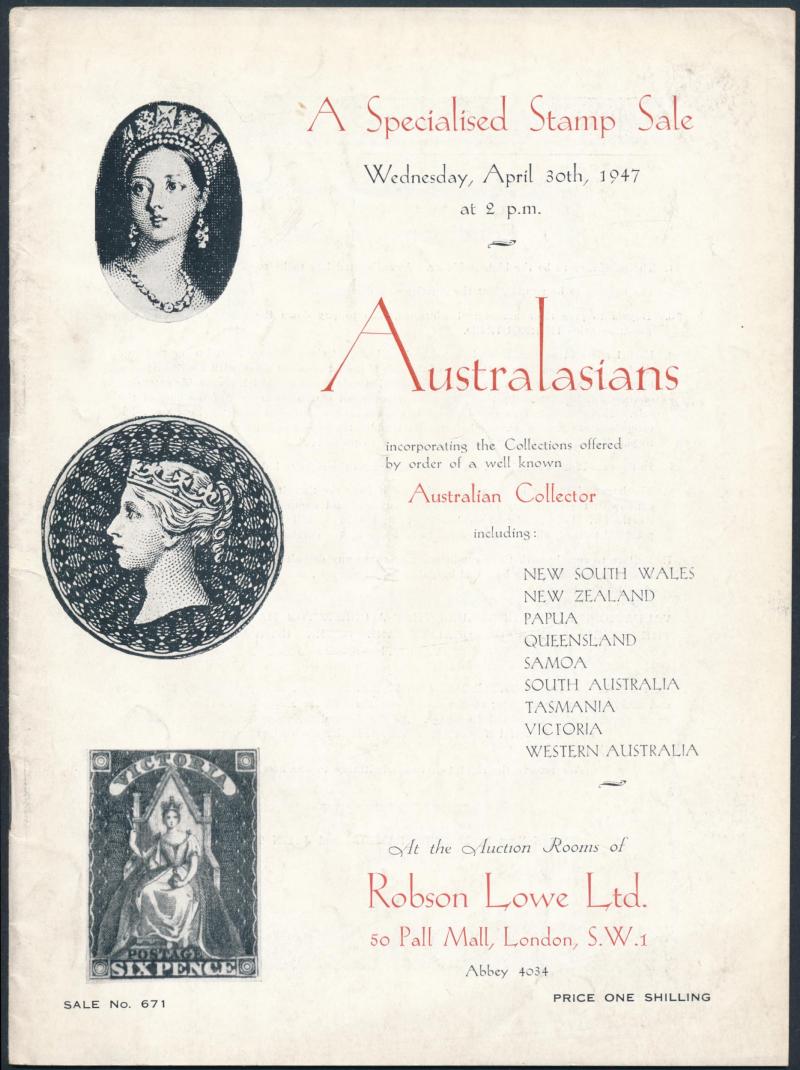 A Specialised Stamp Sale
Wednesday, April 30th, 1947
at 2 p.m.
Australasians
incorporating the Collections offered
by order of a well known
Australian Collector
including:
NEW SOUTH WALES
NEW ZEALAND
PAPUA
QUEENSLAND
SAMOA
SOUTH AUSTRALIA
TASMANIA
VICTORIA
WESTERN AUSTRALIA
VICTORIA
POSTAGE
SIXPENCE
At the Auction Rooms of
Robson Lowe Ltd.
50 Pall Mall, London, S.W.1
Abbey 4034
SALE No. 671
PRICE ONE SHILLING